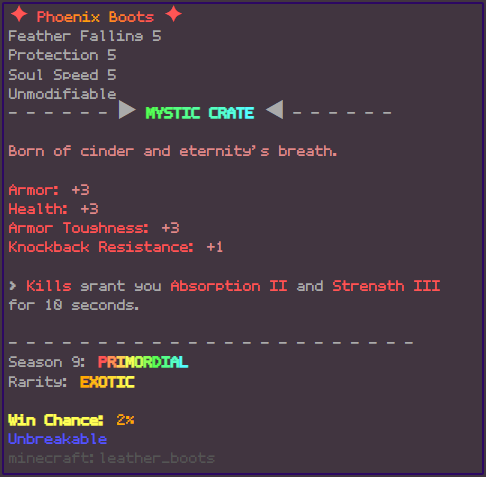 ✦ Phoenix Boots ✦
Feather Falling 5
Protection 5
Soul Speed 5
Unmodifiable
- - - - - - ▶ MYSTIC CRATE ◀ - - - - - -
Born of cinder and eternity's breath.
Armor: +3
Health: +3
Armor Toughness: +3
Knockback Resistance: +1
> Kills grant you Absorption II and Strength III
for 10 seconds.
- - - - - - - - - - - - - - - - - - - - - - -
Season 9: PRIMORDIAL
Rarity: EXOTIC
Win Chance: 2%
Unbreakable
minecraft:leather_boots